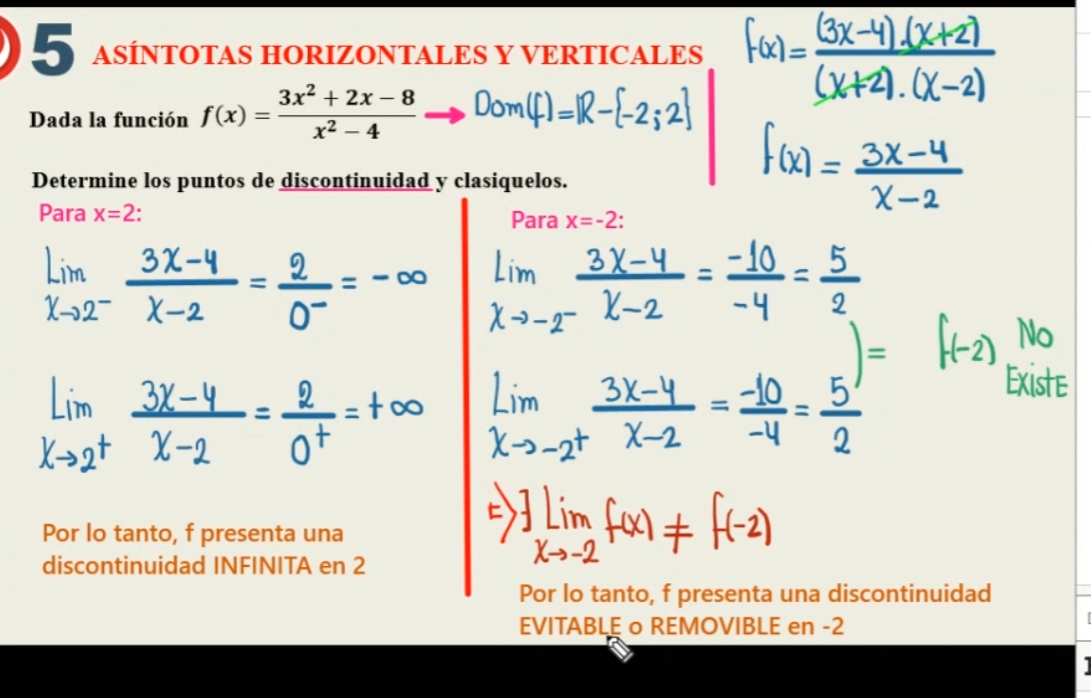 5 ASÍNTOTAS HORIZONTALES Y VERTICALES
Dada la función f(x) = (3x² + 2x − 8)/(x² − 4) → Dom(f)=ℝ-{-2;2}
f(x) = ((3x-4).(x+2))/((x+2).(x-2))
f(x) = (3x-4)/(x-2)
Determine los puntos de discontinuidad y clasiquelos.
Para x=2:
Lim x→2⁻ (3x-4)/(x-2) = 2/0⁻ = -∞
Lim x→2⁺ (3x-4)/(x-2) = 2/0⁺ = +∞
Por lo tanto, f presenta una
discontinuidad INFINITA en 2
Para x=-2:
Lim x→-2⁻ (3x-4)/(x-2) = -10/-4 = 5/2
Lim x→-2⁺ (3x-4)/(x-2) = -10/-4 = 5/2
)= f(-2) No
ExistE
⇒ ∃ Lim x→-2 f(x) ≠ f(-2)
Por lo tanto, f presenta una discontinuidad
EVITABLE o REMOVIBLE en -2